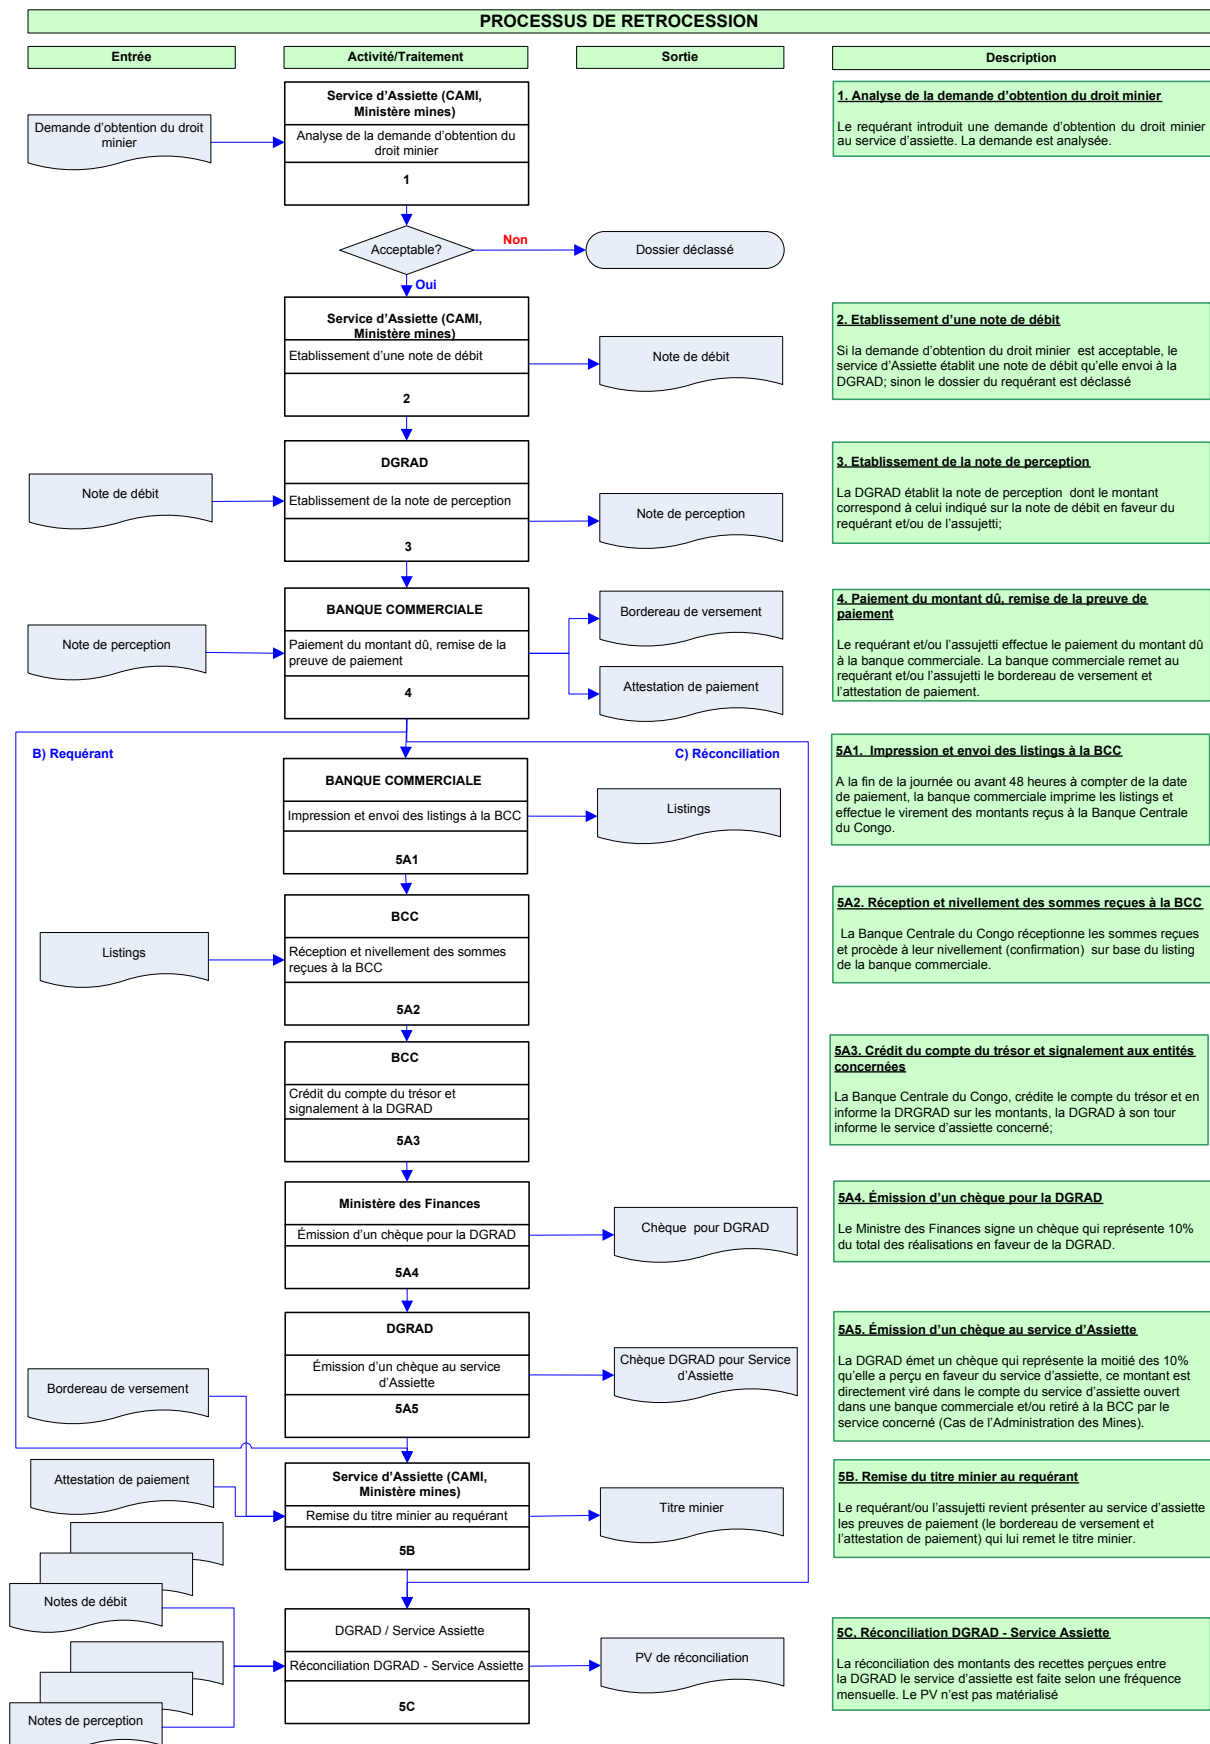 PROCESSUS DE RETROCESSION
Entrée
Activité/Traitement
Sortie
Description
Demande d'obtention du droit
minier
Service d'Assiette (CAMI,
Ministère mines)
Analyse de la demande d'obtention du
droit minier
1
1. Analyse de la demande d'obtention du droit minier
Le requérant introduit une demande d'obtention du droit minier
au service d'assiette. La demande est analysée.
Acceptable?
Non
Dossier déclassé
Oui
Service d'Assiette (CAMI,
Ministère mines)
Etablissement d'une note de débit
2
Note de débit
2. Etablissement d'une note de débit
Si la demande d'obtention du droit minier  est acceptable, le
service d'Assiette établit une note de débit qu'elle envoi à la
DGRAD; sinon le dossier du requérant est déclassé
Note de débit
DGRAD
Etablissement de la note de perception
3
Note de perception
3. Etablissement de la note de perception
La DGRAD établit la note de perception  dont le montant
correspond à celui indiqué sur la note de débit en faveur du
requérant et/ou de l'assujetti;
Note de perception
BANQUE COMMERCIALE
Paiement du montant dû, remise de la
preuve de paiement
4
Bordereau de versement
Attestation de paiement
4. Paiement du montant dû, remise de la preuve de
paiement
Le requérant et/ou l'assujetti effectue le paiement du montant dû
à la banque commerciale. La banque commerciale remet au
requérant et/ou l'assujetti le bordereau de versement et
l'attestation de paiement.
B) Requérant
C) Réconciliation
BANQUE COMMERCIALE
Impression et envoi des listings à la BCC
5A1
Listings
5A1.  Impression et envoi des listings à la BCC
A la fin de la journée ou avant 48 heures à compter de la date
de paiement, la banque commerciale imprime les listings et
effectue le virement des montants reçus à la Banque Centrale
du Congo.
Listings
BCC
Réception et nivellement des sommes
reçues à la BCC
5A2
5A2. Réception et nivellement des sommes reçues à la BCC
La Banque Centrale du Congo réceptionne les sommes reçues
et procède à leur nivellement (confirmation)  sur base du listing
de la banque commerciale.
BCC
Crédit du compte du trésor et
signalement à la DGRAD
5A3
5A3. Crédit du compte du trésor et signalement aux entités
concernées
La Banque Centrale du Congo, crédite le compte du trésor et en
informe la DRGRAD sur les montants, la DGRAD à son tour
informe le service d'assiette concerné;
Ministère des Finances
Émission d'un chèque pour la DGRAD
5A4
Chèque  pour DGRAD
5A4. Émission d'un chèque pour la DGRAD
Le Ministre des Finances signe un chèque qui représente 10%
du total des réalisations en faveur de la DGRAD.
DGRAD
Émission d'un chèque au service
d'Assiette
5A5
Chèque DGRAD pour Service
d'Assiette
5A5. Émission d'un chèque au service d'Assiette
La DGRAD émet un chèque qui représente la moitié des 10%
qu'elle a perçu en faveur du service d'assiette, ce montant est
directement viré dans le compte du service d'assiette ouvert
dans une banque commerciale et/ou retiré à la BCC par le
service concerné (Cas de l'Administration des Mines).
Bordereau de versement
Attestation de paiement
Service d'Assiette (CAMI,
Ministère mines)
Remise du titre minier au requérant
5B
Titre minier
5B. Remise du titre minier au requérant
Le requérant/ou l'assujetti revient présenter au service d'assiette
les preuves de paiement (le bordereau de versement et
l'attestation de paiement) qui lui remet le titre minier.
Notes de débit
Notes de perception
DGRAD / Service Assiette
Réconciliation DGRAD - Service Assiette
5C
PV de réconciliation
5C. Réconciliation DGRAD - Service Assiette
La réconciliation des montants des recettes perçues entre
la DGRAD le service d'assiette est faite selon une fréquence
mensuelle. Le PV n'est pas matérialisé